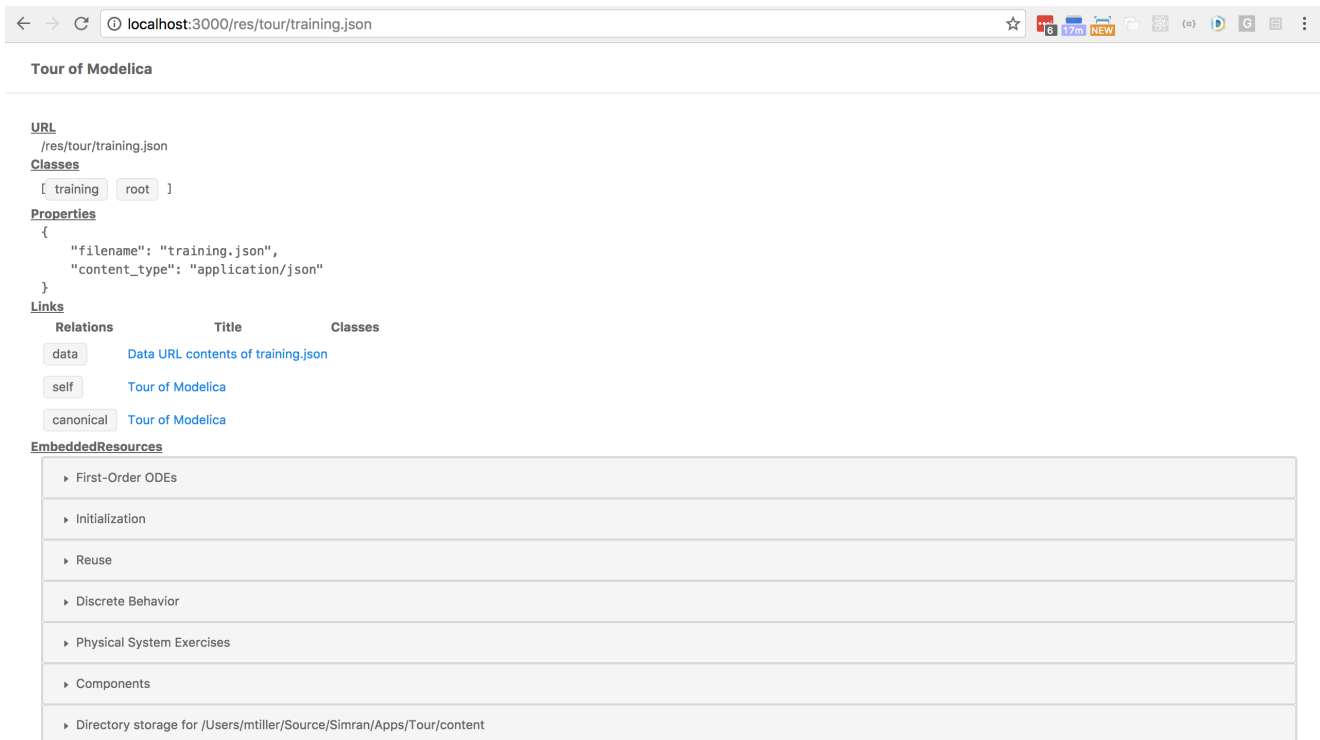 localhost:3000/res/tour/training.json
6
17m
NEW
{=}
D
G
Tour of Modelica
URL
/res/tour/training.json
Classes
[ training root ]
Properties
{
"filename": "training.json",
"content_type": "application/json"
}
Links
Relations Title Classes
data Data URL contents of training.json
self Tour of Modelica
canonical Tour of Modelica
EmbeddedResources
First-Order ODEs
Initialization
Reuse
Discrete Behavior
Physical System Exercises
Components
Directory storage for /Users/mtiller/Source/Simran/Apps/Tour/content